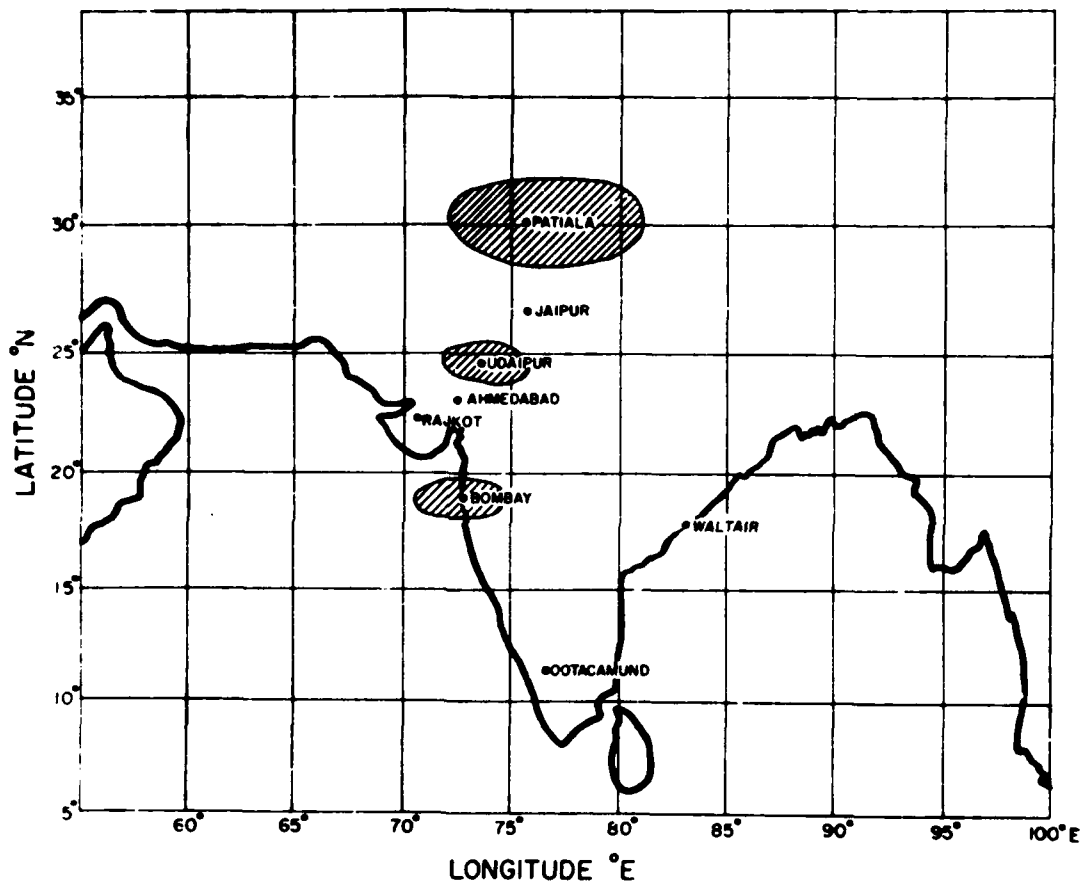 35°
30°
25°
20°
15°
10°
5°
LATITUDE °N
PATIALA
JAIPUR
UDAIPUR
AHMEDABAD
RAJKOT
BOMBAY
WALTAIR
OOTACAMUND
60° 65° 70° 75° 80° 85° 90° 95° 100°E
LONGITUDE °E